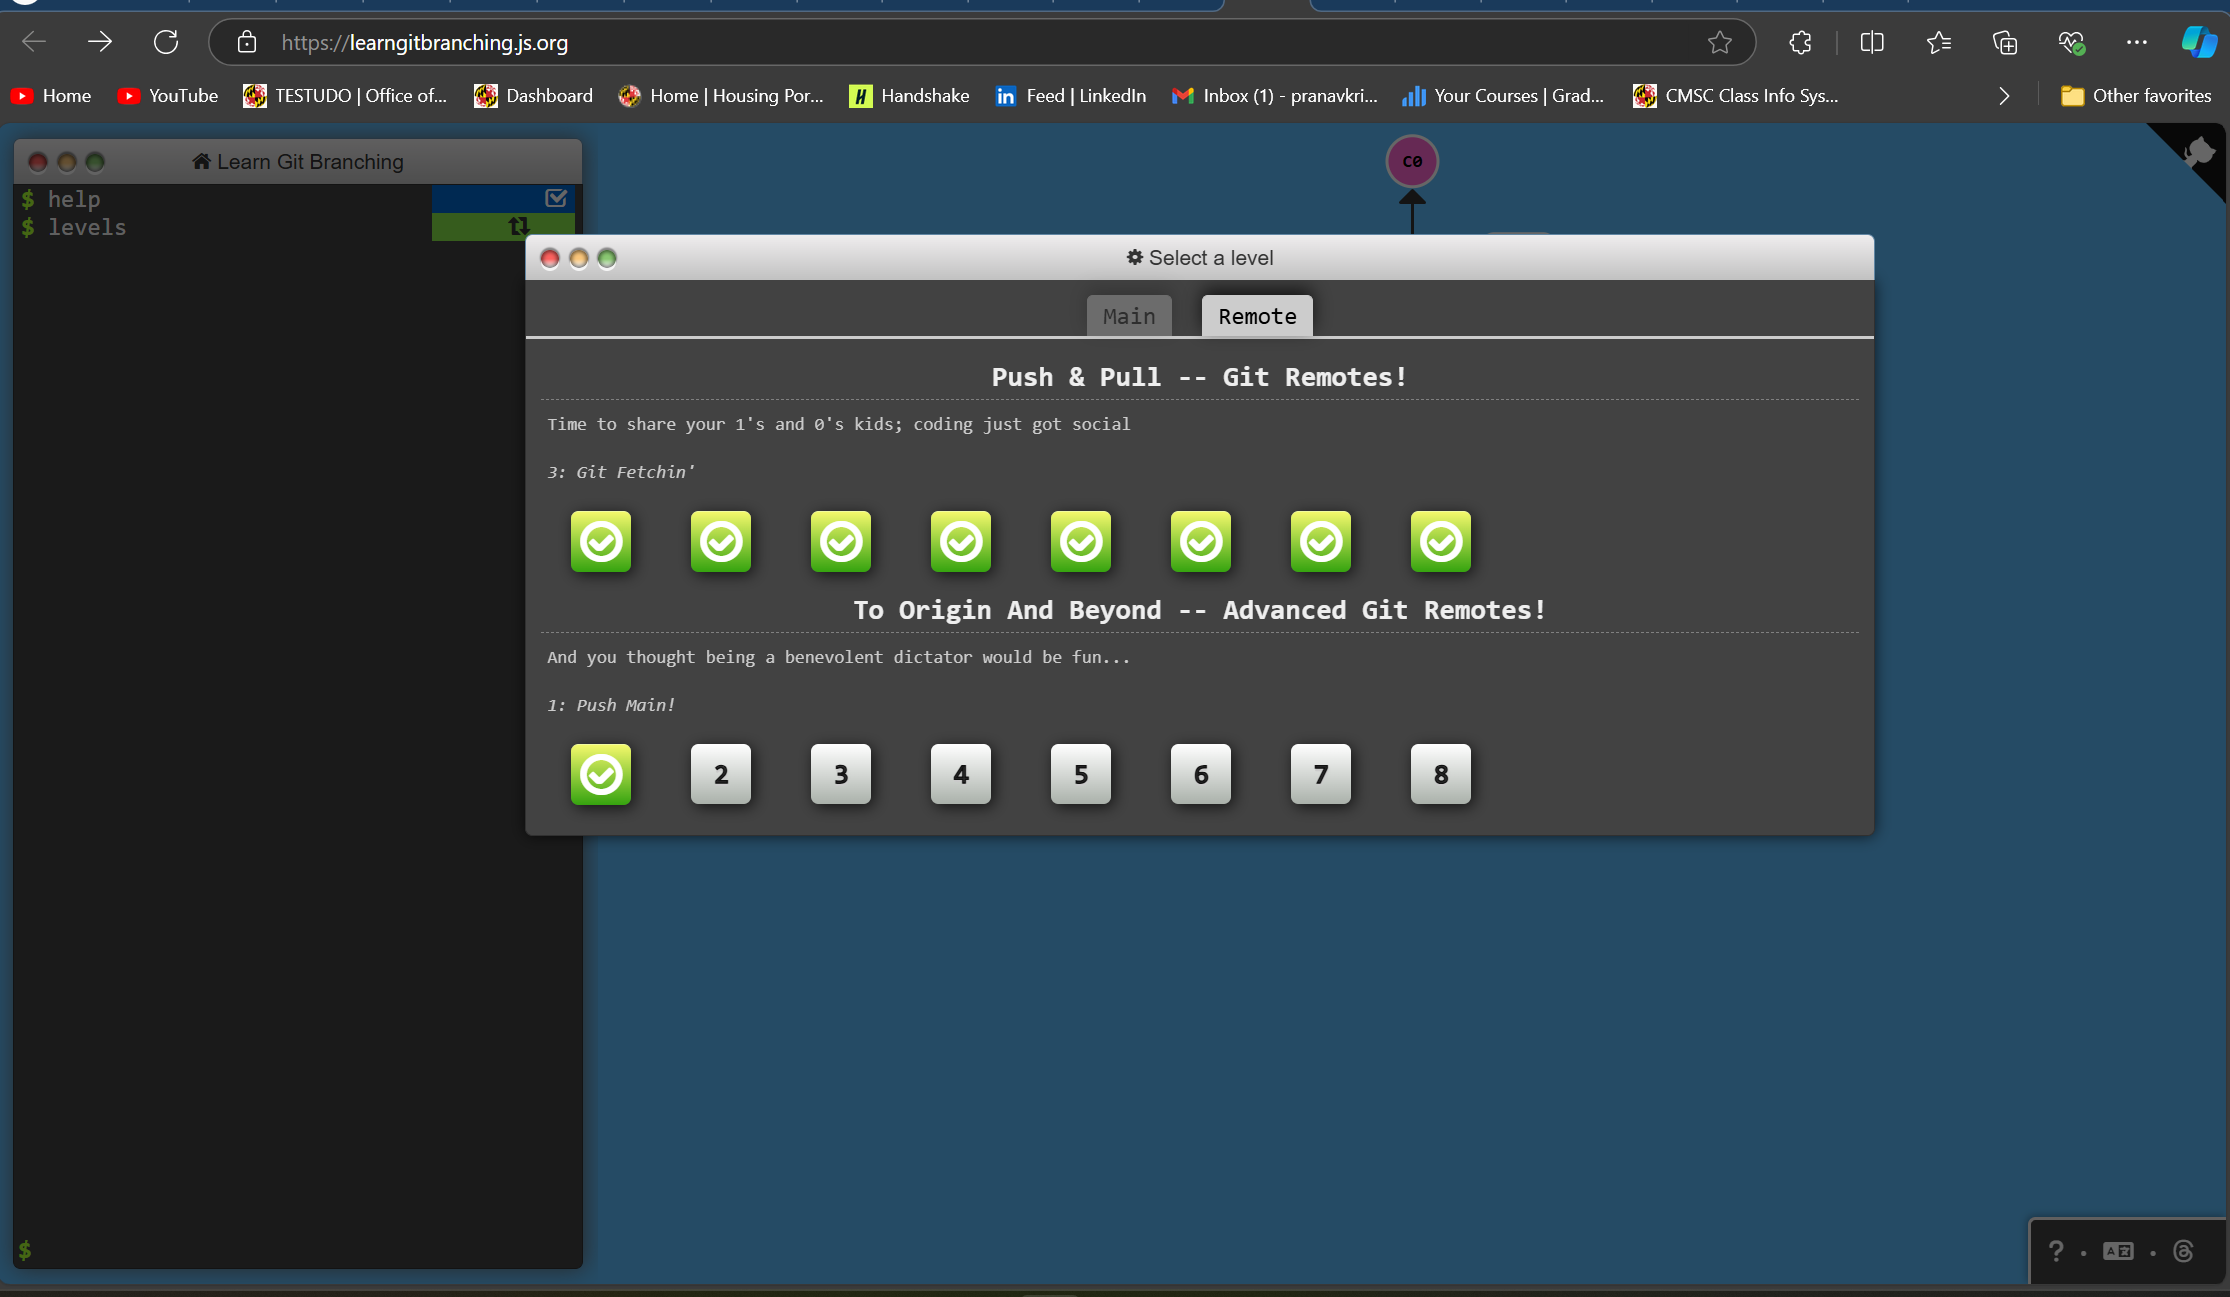 https://learngitbranching.js.org
Home YouTube TESTUDO | Office of... Dashboard Home | Housing Por... Handshake Feed | LinkedIn Inbox (1) - pranavkri... Your Courses | Grad... CMSC Class Info Sys... Other favorites
Learn Git Branching
$ help
$ levels
C0
Select a level
Main Remote
Push & Pull -- Git Remotes!
Time to share your 1's and 0's kids; coding just got social
3: Git Fetchin'
To Origin And Beyond -- Advanced Git Remotes!
And you thought being a benevolent dictator would be fun...
1: Push Main!
2 3 4 5 6 7 8
$
?